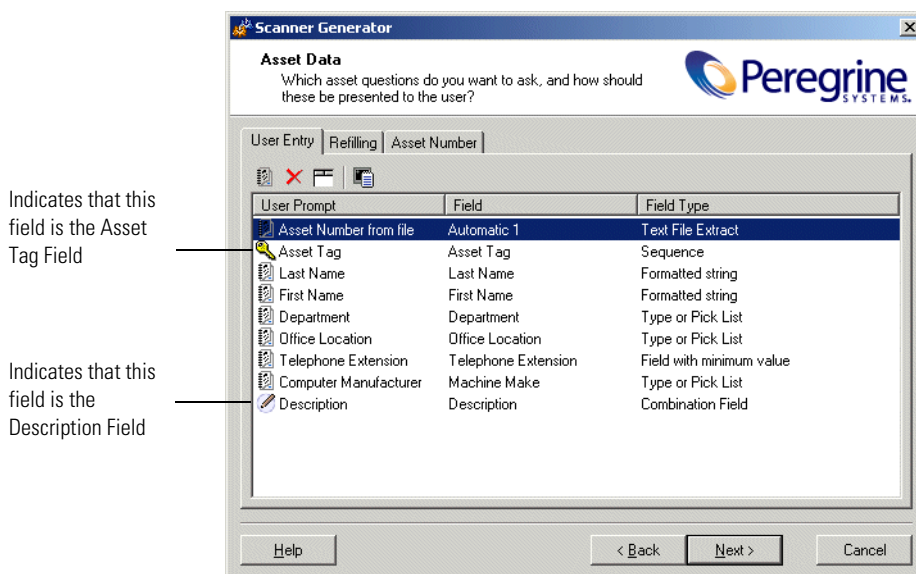 Scanner Generator
Asset Data
Which asset questions do you want to ask, and how should
these be presented to the user?
Peregrine
SYSTEMS.
User Entry Refilling Asset Number
User Prompt Field Field Type
Asset Number from file Automatic 1 Text File Extract
Asset Tag Asset Tag Sequence
Last Name Last Name Formatted string
First Name First Name Formatted string
Department Department Type or Pick List
Office Location Office Location Type or Pick List
Telephone Extension Telephone Extension Field with minimum value
Computer Manufacturer Machine Make Type or Pick List
Description Description Combination Field
Indicates that this
field is the Asset
Tag Field
Indicates that this
field is the
Description Field
Help < Back Next > Cancel